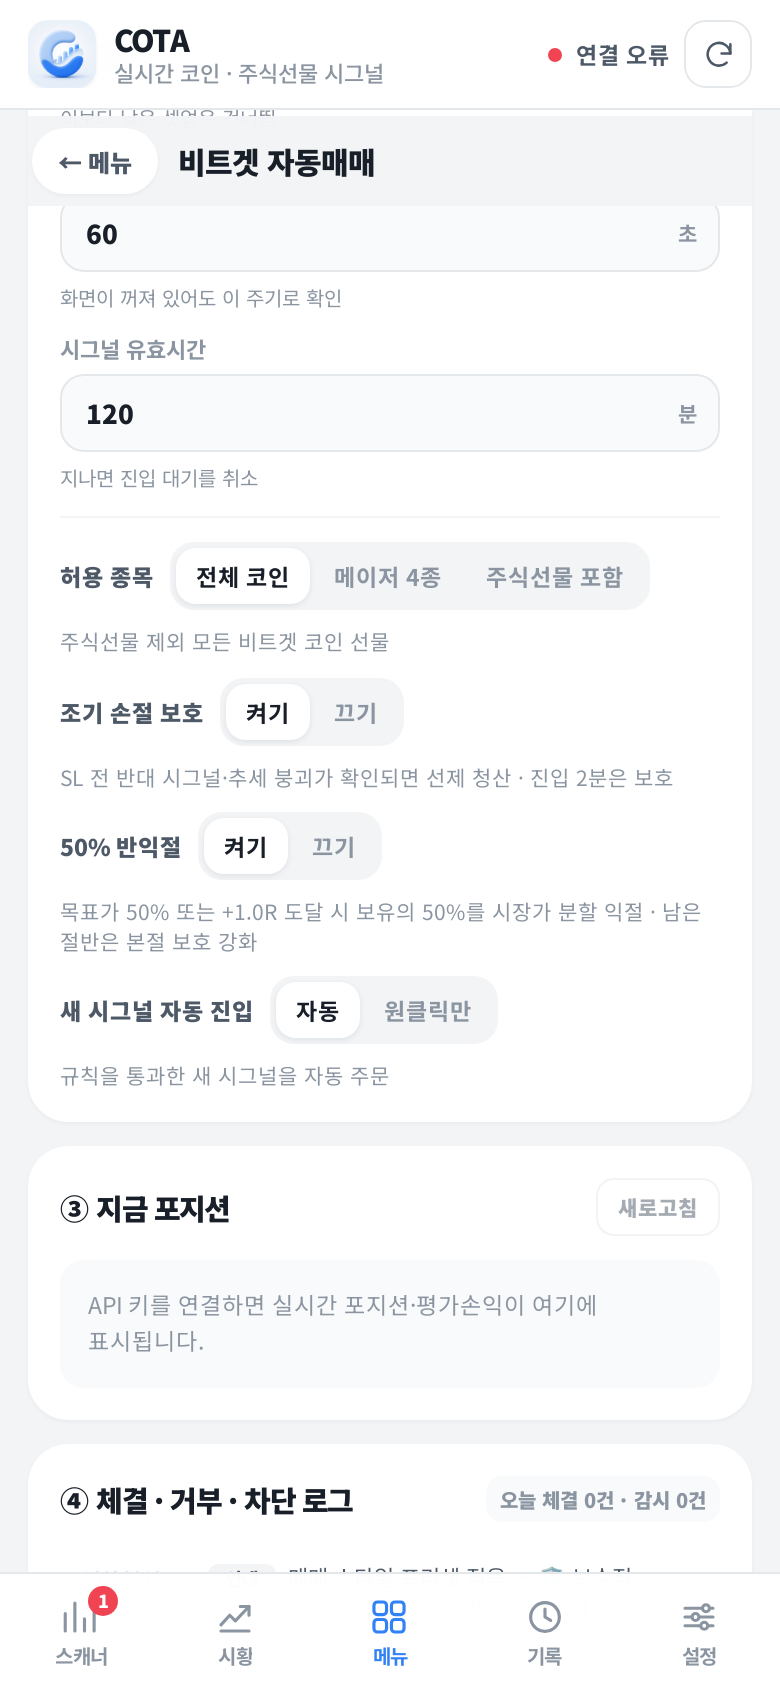 COTA
실시간 코인 · 주식선물 시그널
연결 오류
← 메뉴
비트겟 자동매매
60
초
화면이 꺼져 있어도 이 주기로 확인
시그널 유효시간
120
분
지나면 진입 대기를 취소
허용 종목 전체 코인 메이저 4종 주식선물 포함
주식선물 제외 모든 비트겟 코인 선물
조기 손절 보호 켜기 끄기
SL 전 반대 시그널·추세 붕괴가 확인되면 선제 청산 · 진입 2분은 보호
50% 반익절 켜기 끄기
목표가 50% 또는 +1.0R 도달 시 보유의 50%를 시장가 분할 익절 · 남은
절반은 본절 보호 강화
새 시그널 자동 진입 자동 원클릭만
규칙을 통과한 새 시그널을 자동 주문
③ 지금 포지션
새로고침
API 키를 연결하면 실시간 포지션·평가손익이 여기에
표시됩니다.
④ 체결 · 거부 · 차단 로그
오늘 체결 0건 · 감시 0건
1
스캐너 시황 메뉴 기록 설정